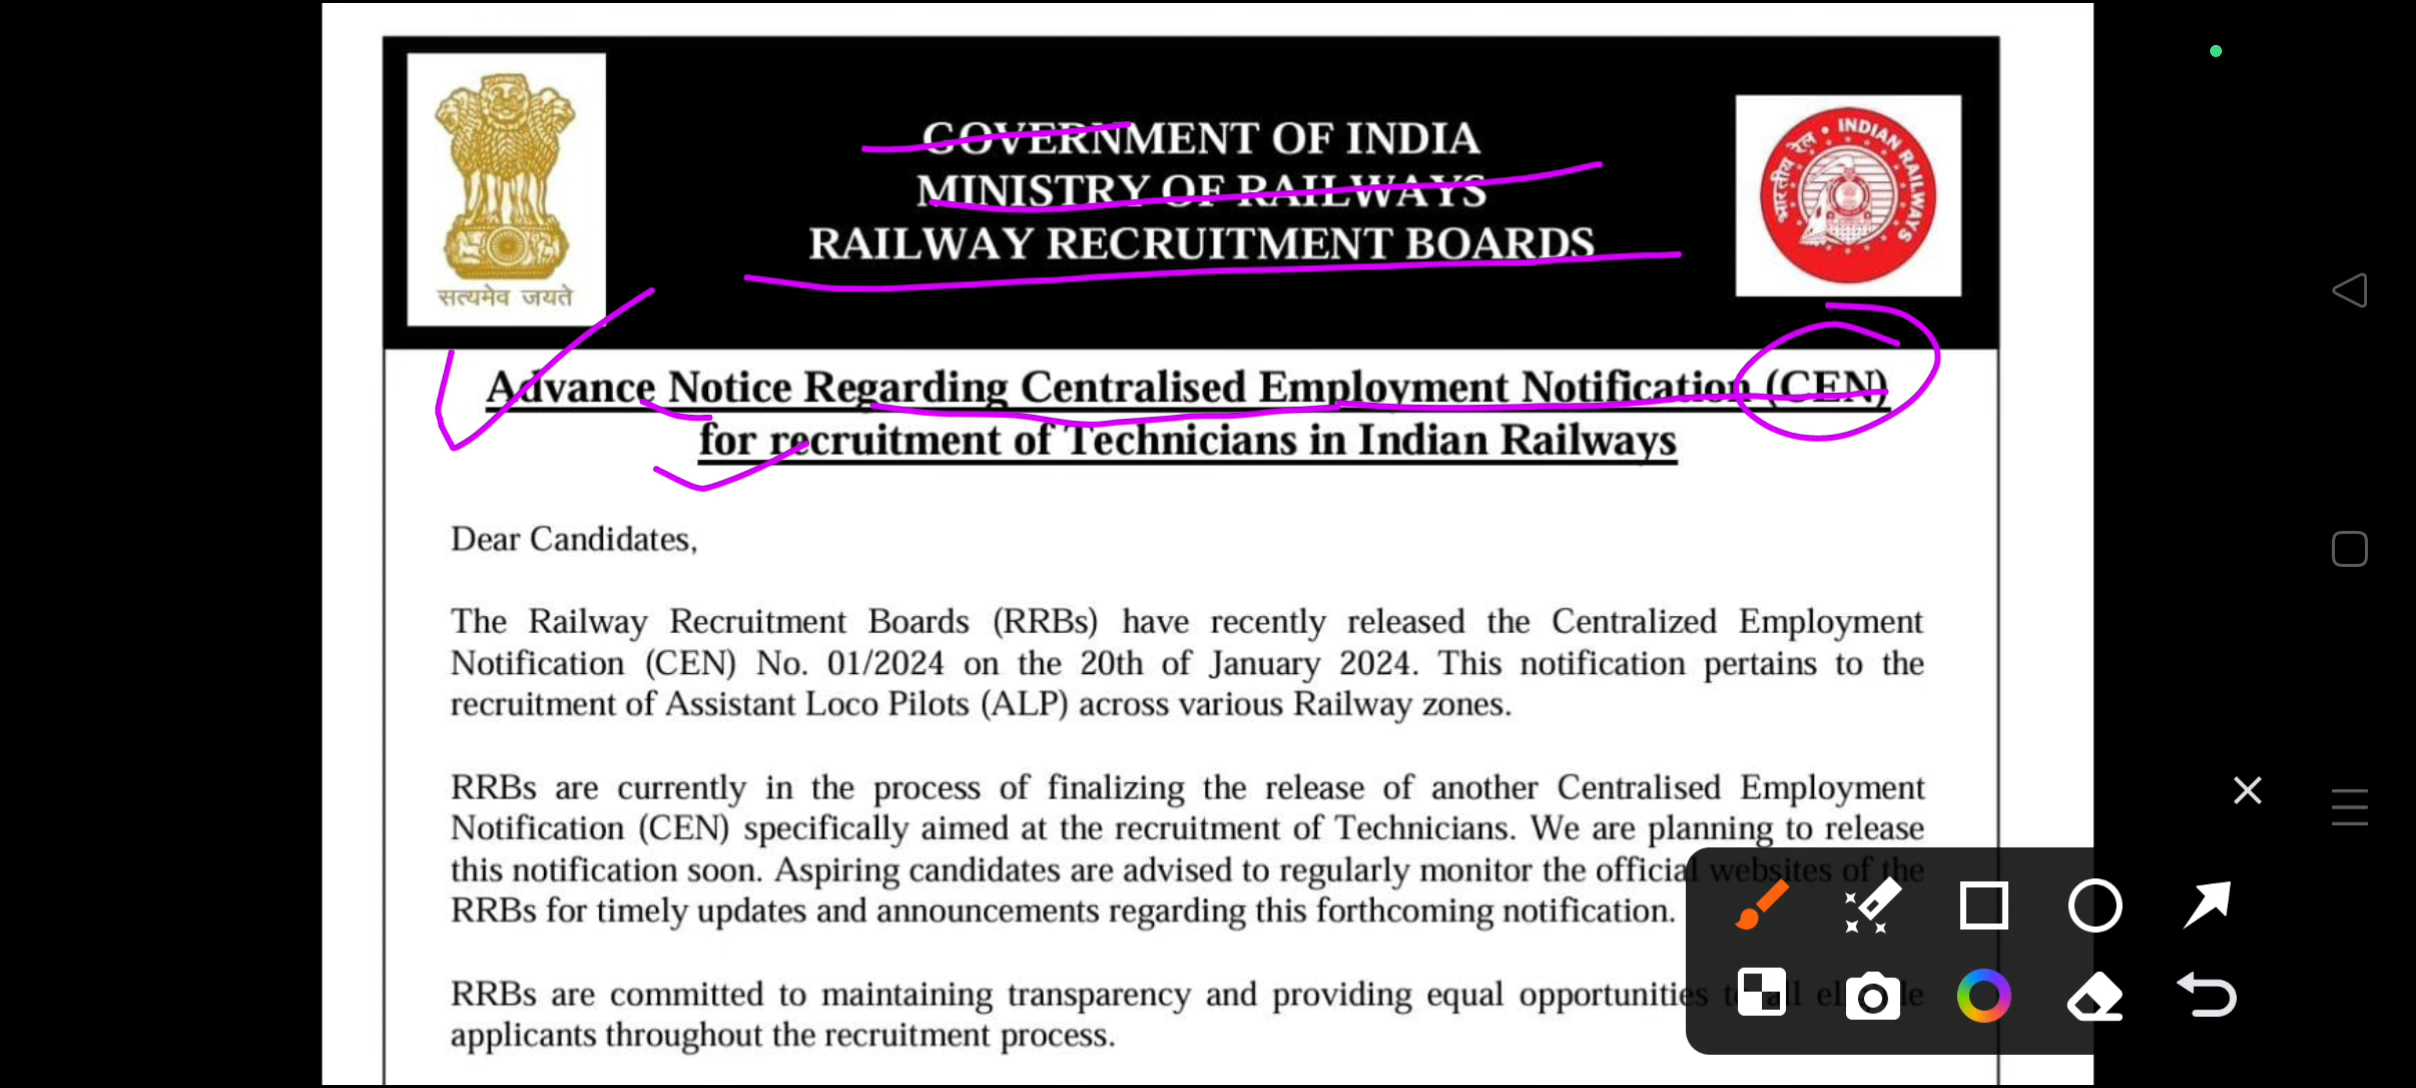 सत्यमेव जयते
GOVERNMENT OF INDIA
MINISTRY OF RAILWAYS
RAILWAY RECRUITMENT BOARDS
भारतीय रेल • INDIAN RAILWAYS
Advance Notice Regarding Centralised Employment Notification (CEN)
for recruitment of Technicians in Indian Railways
Dear Candidates,
The Railway Recruitment Boards (RRBs) have recently released the Centralized Employment
Notification (CEN) No. 01/2024 on the 20th of January 2024. This notification pertains to the
recruitment of Assistant Loco Pilots (ALP) across various Railway zones.
RRBs are currently in the process of finalizing the release of another Centralised Employment
Notification (CEN) specifically aimed at the recruitment of Technicians. We are planning to release
this notification soon. Aspiring candidates are advised to regularly monitor the official websites of the
RRBs for timely updates and announcements regarding this forthcoming notification.
RRBs are committed to maintaining transparency and providing equal opportunities
applicants throughout the recruitment process.